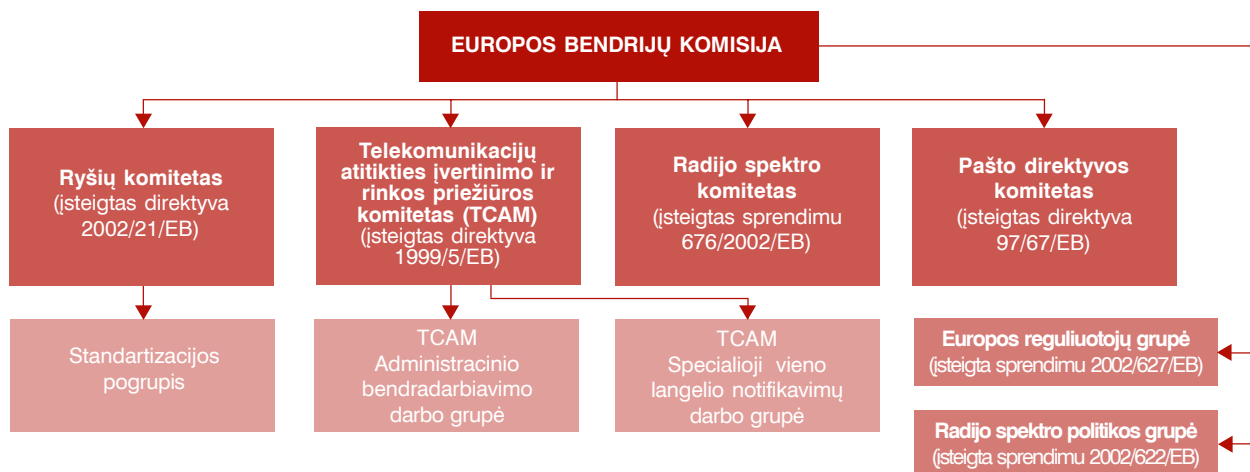 EUROPOS BENDRIJŲ KOMISIJA
Ryšių komitetas
(įsteigtas direktyva
2002/21/EB)
Telekomunikacijų
atitikties įvertinimo ir
rinkos priežiūros
komitetas (TCAM)
(įsteigtas direktyva
1999/5/EB)
Radijo spektro
komitetas
(įsteigtas sprendimu
676/2002/EB)
Pašto direktyvos
komitetas
(įsteigtas direktyva
97/67/EB)
Standartizacijos
pogrupis
TCAM
Administracinio
bendradarbiavimo
darbo grupė
TCAM
Specialioji vieno
langelio notifikavimų
darbo grupė
Europos reguliuotojų grupė
(įsteigta sprendimu 2002/627/EB)
Radijo spektro politikos grupė
(įsteigta sprendimu 2002/622/EB)